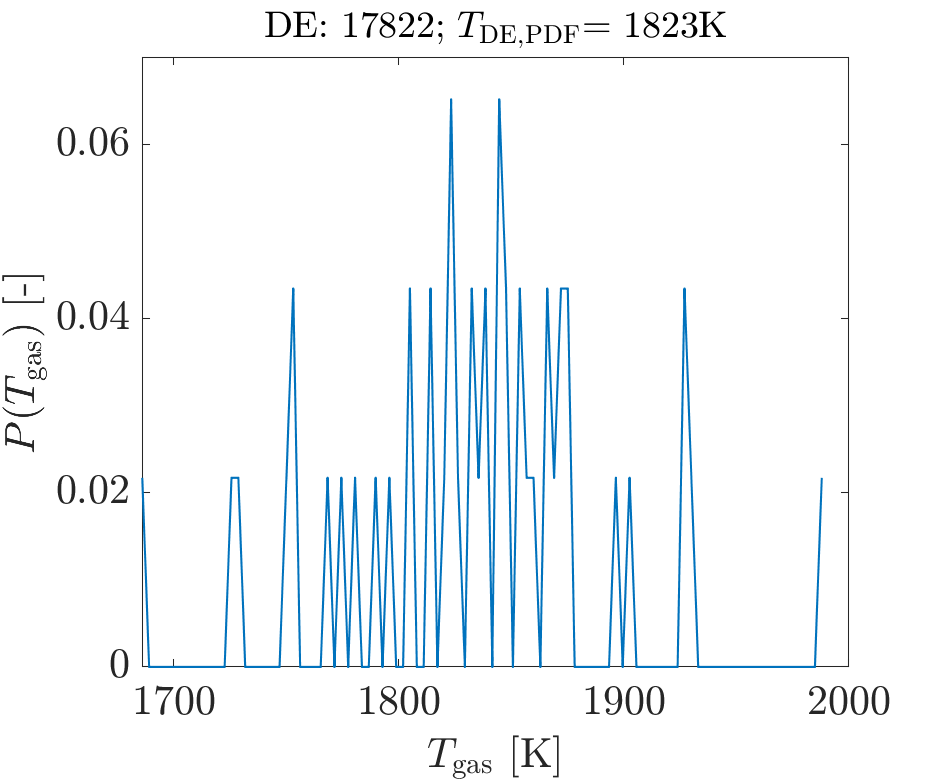 DE: 17822; T_DE,PDF= 1823K
0.06
0.04
0.02
0
P(T_gas) [-]
1700 1800 1900 2000
T_gas [K]